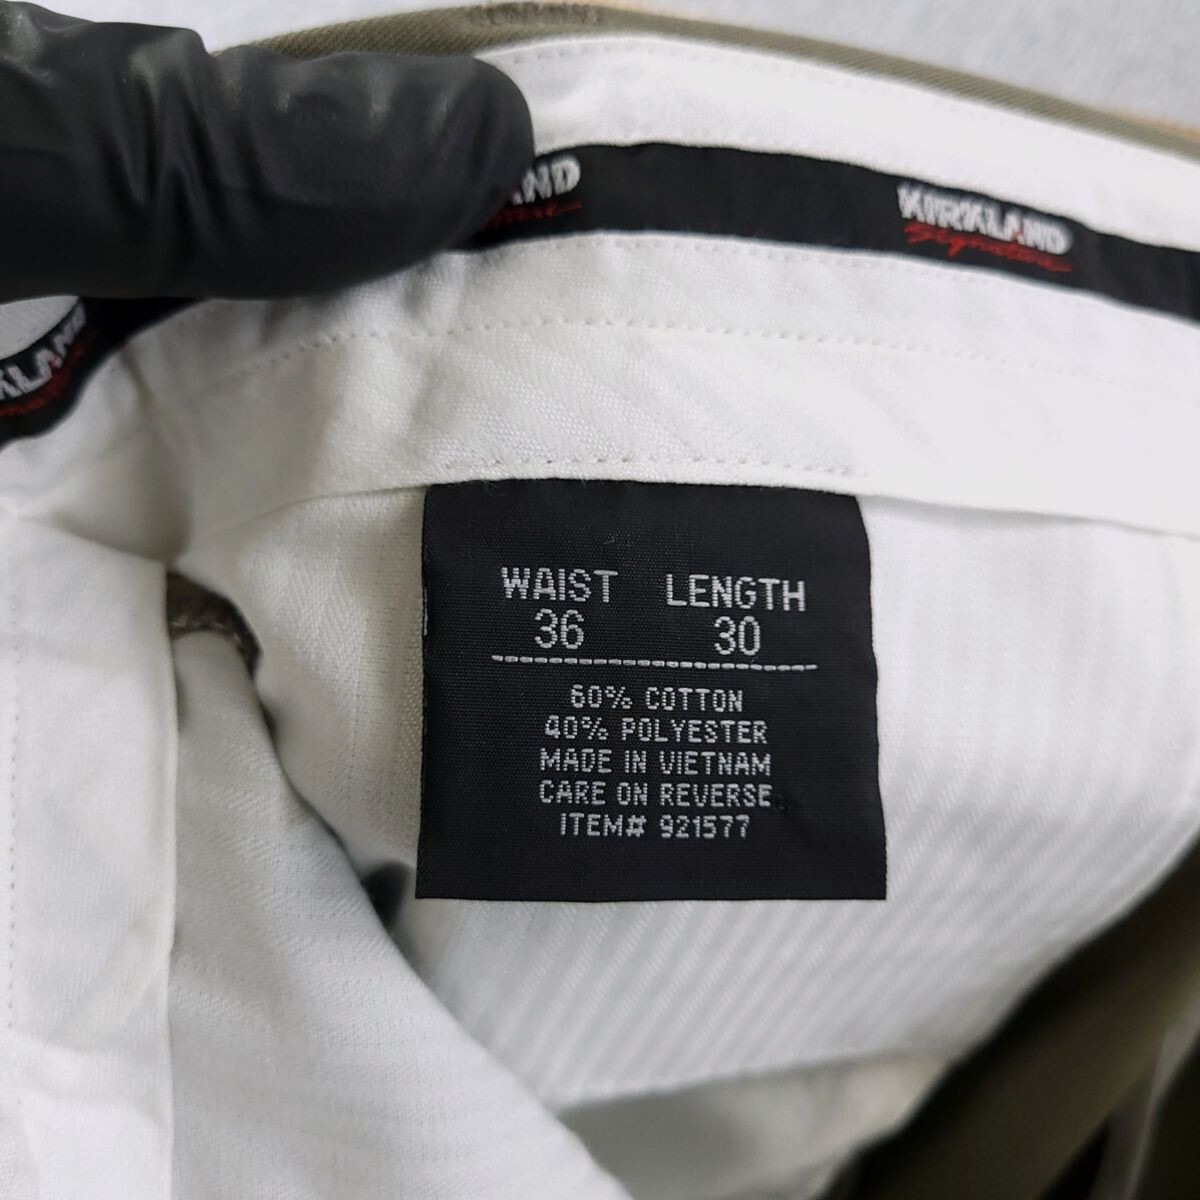 KIRKLAND
Signature
WAIST LENGTH
36 30
60% COTTON
40% POLYESTER
MADE IN VIETNAM
CARE ON REVERSE
ITEM# 921577